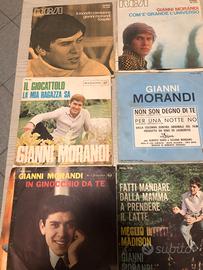 RCA
RCA
GIANNI MORANDI
COM'E' GRANDE L'UNIVERSO
IL GIOCATTOLO
LA MIA RAGAZZA SA
GIANNI MORANDI
GIANNI
MORANDI
NON SON DEGNO DI TE
PER UNA NOTTE NO
GIANNI MORANDI
IN GINOCCHIO DA TE
FATTI MANDARE
DALLA MAMMA
A PRENDERE
IL LATTE
MEGLIO IL
MADISON
GIANNI
MORANDI
subito